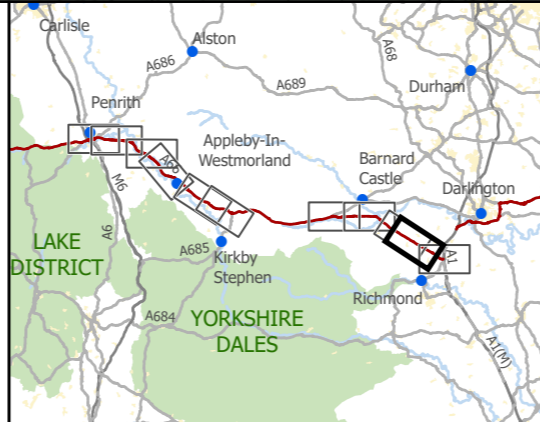 Carlisle
Alston
A686
A68
A689
Durham
Penrith
Appleby-In-
Westmorland
Barnard
Castle
Darlington
A66
M6
A6
LAKE
DISTRICT
A685
Kirkby
Stephen
A1
Richmond
A684
YORKSHIRE
DALES
A1(M)